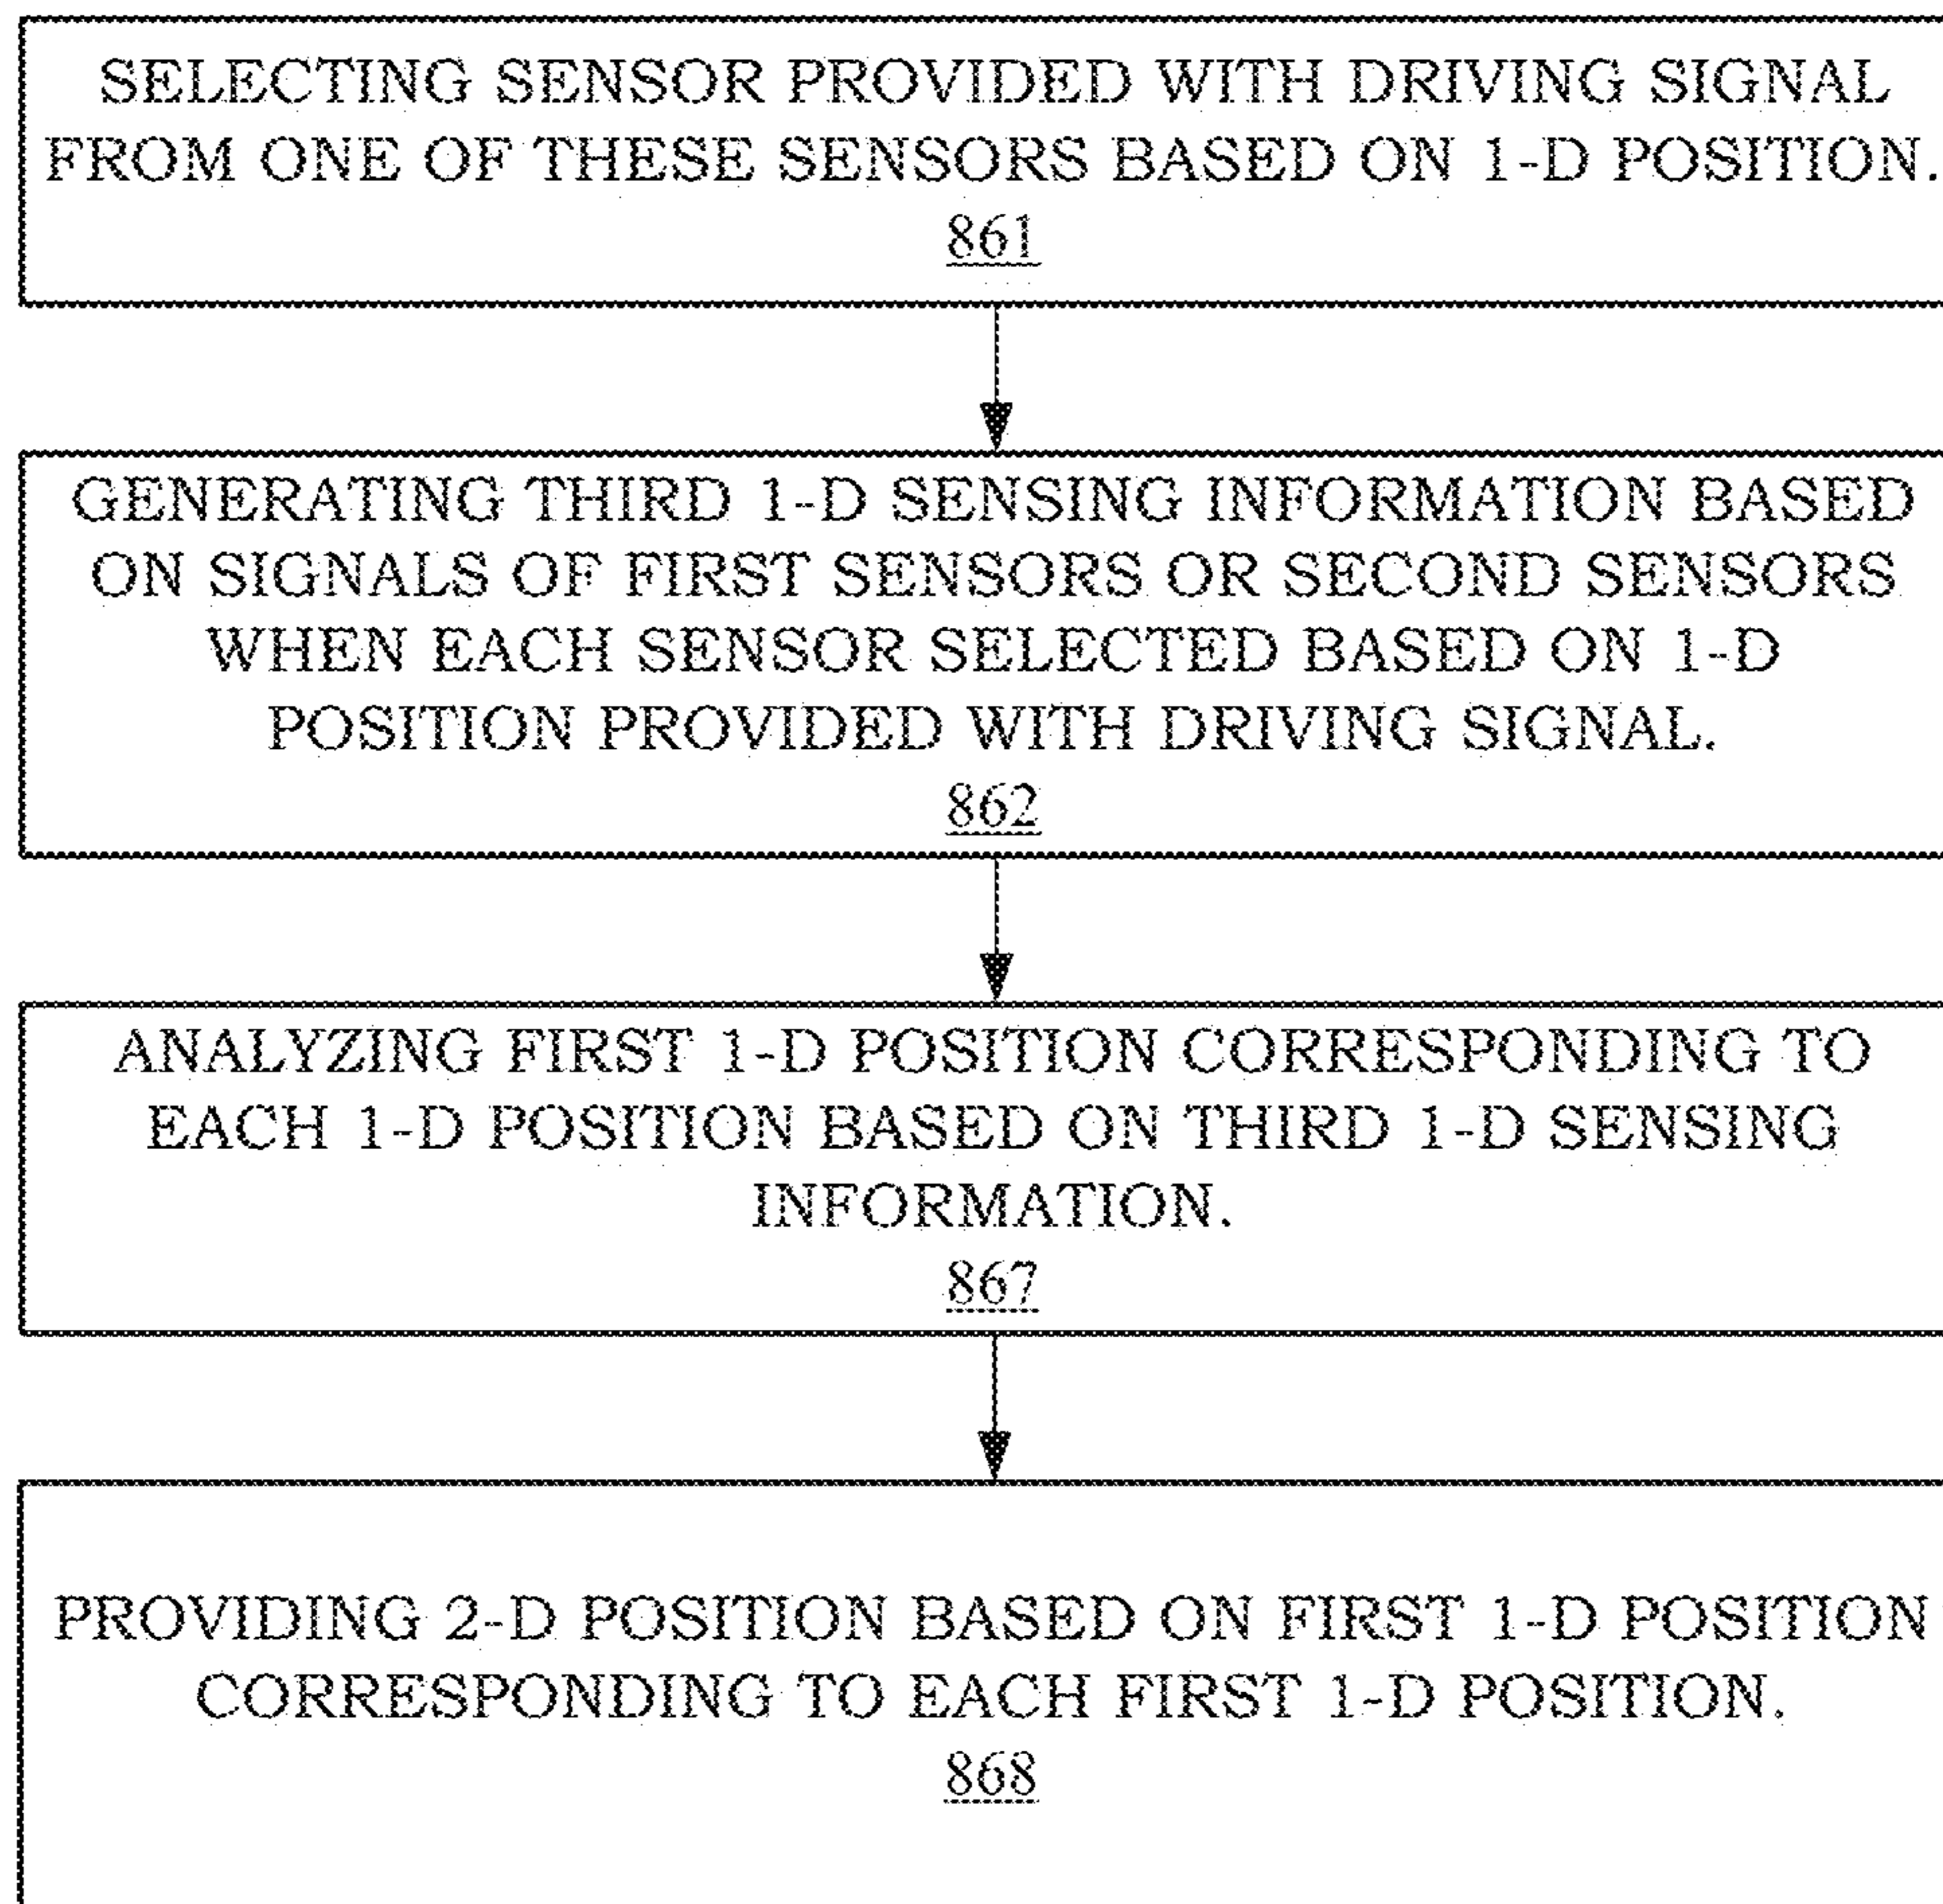 SELECTING SENSOR PROVIDED WITH DRIVING SIGNAL
FROM ONE OF THESE SENSORS BASED ON 1-D POSITION.
861
GENERATING THIRD 1-D SENSING INFORMATION BASED
ON SIGNALS OF FIRST SENSORS OR SECOND SENSORS
WHEN EACH SENSOR SELECTED BASED ON 1-D
POSITION PROVIDED WITH DRIVING SIGNAL.
862
ANALYZING FIRST 1-D POSITION CORRESPONDING TO
EACH 1-D POSITION BASED ON THIRD 1-D SENSING
INFORMATION.
867
PROVIDING 2-D POSITION BASED ON FIRST 1-D POSITION
CORRESPONDING TO EACH FIRST 1-D POSITION.
868